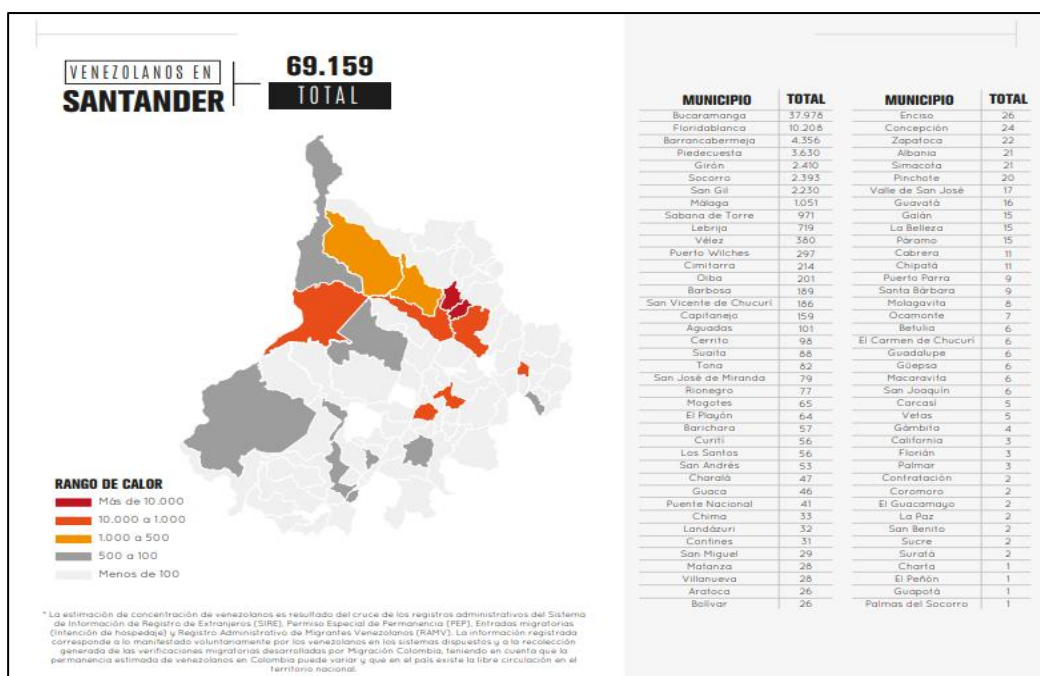 VENEZOLANOS EN
SANTANDER
69.159
TOTAL
RANGO DE CALOR
Más de 10.000
10.000 a 1.000
1.000 a 500
500 a 100
Menos de 100
* La estimación de concentración de venezolanos es resultado del cruce de los registros administrativos del Sistema
de Información de Registro de Extranjeros (SIRE), Permiso Especial de Permanencia (PEP), Entradas migratorias
(Intención de hospedaje) y Registro Administrativo de Migrantes Venezolanos (RAMV). La información registrada
corresponde a lo manifestado voluntariamente por los venezolanos en los sistemas dispuestos y a la recolección
generada de las verificaciones migratorias desarrolladas por Migración Colombia, teniendo en cuenta que la
permanencia estimada de venezolanos en Colombia puede variar y que en el país existe la libre circulación en el
territorio nacional.
MUNICIPIO TOTAL
Bucaramanga 37.978
Floridablanca 10.208
Barrancabermeja 4.356
Piedecuesta 3.630
Girón 2.410
Socorro 2.393
San Gil 2.230
Málaga 1.051
Sabana de Torre 971
Lebrija 719
Vélez 380
Puerto Wilches 297
Cimitarra 214
Oiba 201
Barbosa 189
San Vicente de Chucurí 186
Capitanejo 159
Aguadas 101
Cerrito 98
Suaita 88
Tona 82
San José de Miranda 79
Rionegro 77
Mogotes 65
El Playón 64
Barichara 57
Curití 56
Los Santos 56
San Andrés 53
Charalá 47
Guaca 46
Puente Nacional 41
Chima 33
Landázuri 32
Confines 31
San Miguel 29
Matanza 28
Villanueva 28
Aratoca 26
Bolívar 26
MUNICIPIO TOTAL
Enciso 26
Concepción 24
Zapatoca 22
Albania 21
Simacota 21
Pinchote 20
Valle de San José 17
Guavatá 16
Galán 15
La Belleza 15
Páramo 15
Cabrera 11
Chipatá 11
Puerto Parra 9
Santa Bárbara 9
Molagavita 8
Ocamonte 7
Betulia 6
El Carmen de Chucurí 6
Guadalupe 6
Güepsa 6
Macaravita 6
San Joaquín 6
Carcasí 5
Vetas 5
Gámbita 4
California 3
Florián 3
Palmar 3
Contratación 2
Coromoro 2
El Guacamayo 2
La Paz 2
San Benito 2
Sucre 2
Suratá 2
Charta 1
El Peñón 1
Guapotá 1
Palmas del Socorro 1